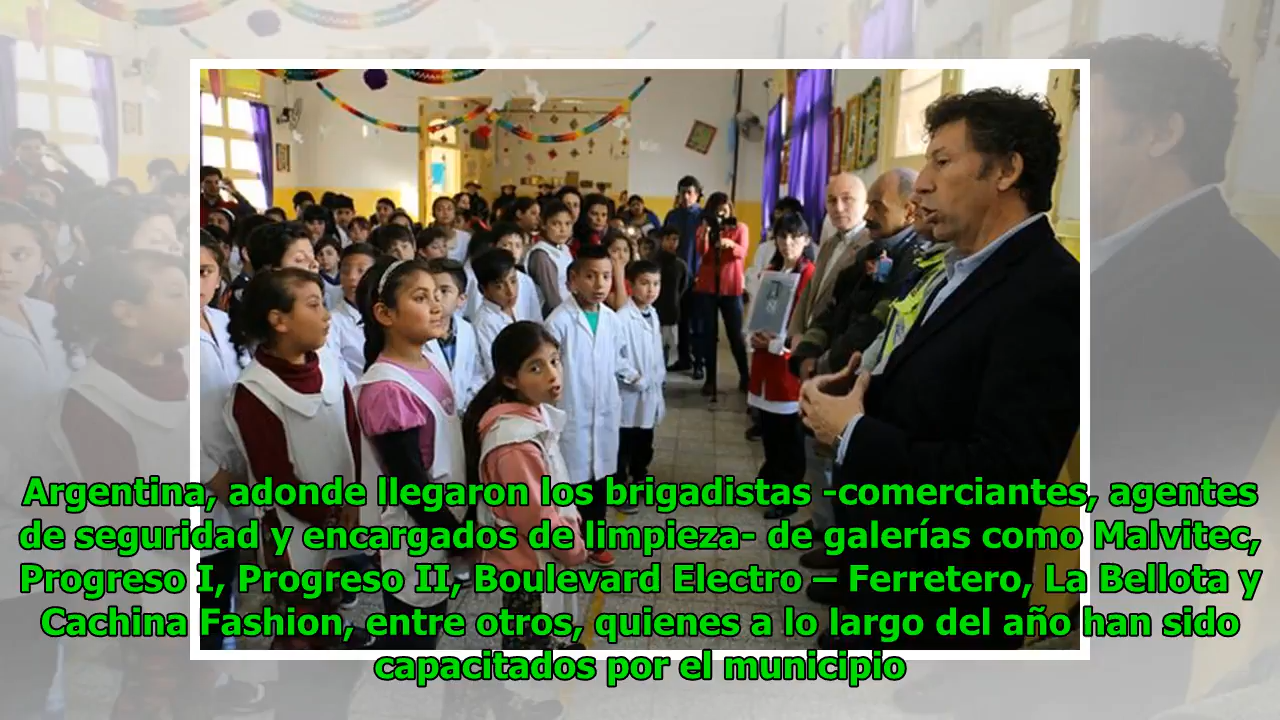 Argentina, adonde llegaron los brigadistas -comerciantes, agentes
de seguridad y encargados de limpieza- de galerías como Malvitec,
Progreso I, Progreso II, Boulevard Electro – Ferretero, La Bellota y
Cachina Fashion, entre otros, quienes a lo largo del año han sido
capacitados por el municipio